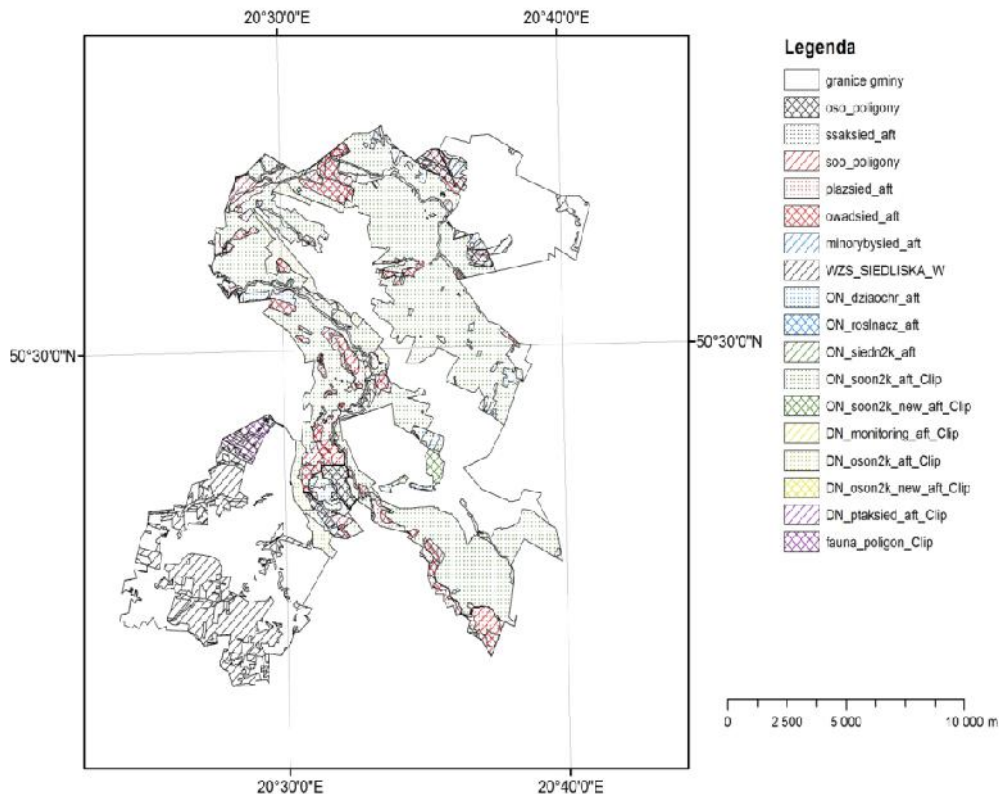 20°30'0"E
20°40'0"E
Legenda
granice gminy
oso_poligony
ssaksied_aft
soo_poligony
plazsied_aft
owadsied_aft
minorybysied_aft
WZS_SIEDLISKA_W
ON_dziaochr_aft
ON_roslnacz_aft
ON_siedn2k_aft
ON_soon2k_aft_Clip
ON_soon2k_new_aft_Clip
DN_monitoring_aft_Clip
DN_oson2k_aft_Clip
DN_oson2k_new_aft_Clip
DN_ptaksied_aft_Clip
fauna_poligon_Clip
50°30'0"N
50°30'0"N
0 2 500 5 000 10 000 m
20°30'0"E
20°40'0"E